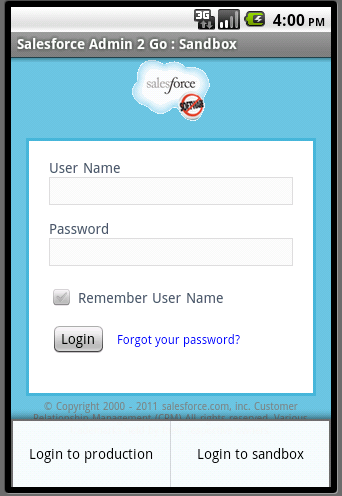 3G
4:00 PM
Salesforce Admin 2 Go : Sandbox
salesforce
SOFTWARE
User Name
Password
Remember User Name
Login Forgot your password?
© Copyright 2000 - 2011 salesforce.com, inc. Customer
Relationship Management (CRM) All rights reserved. Various
Login to production Login to sandbox